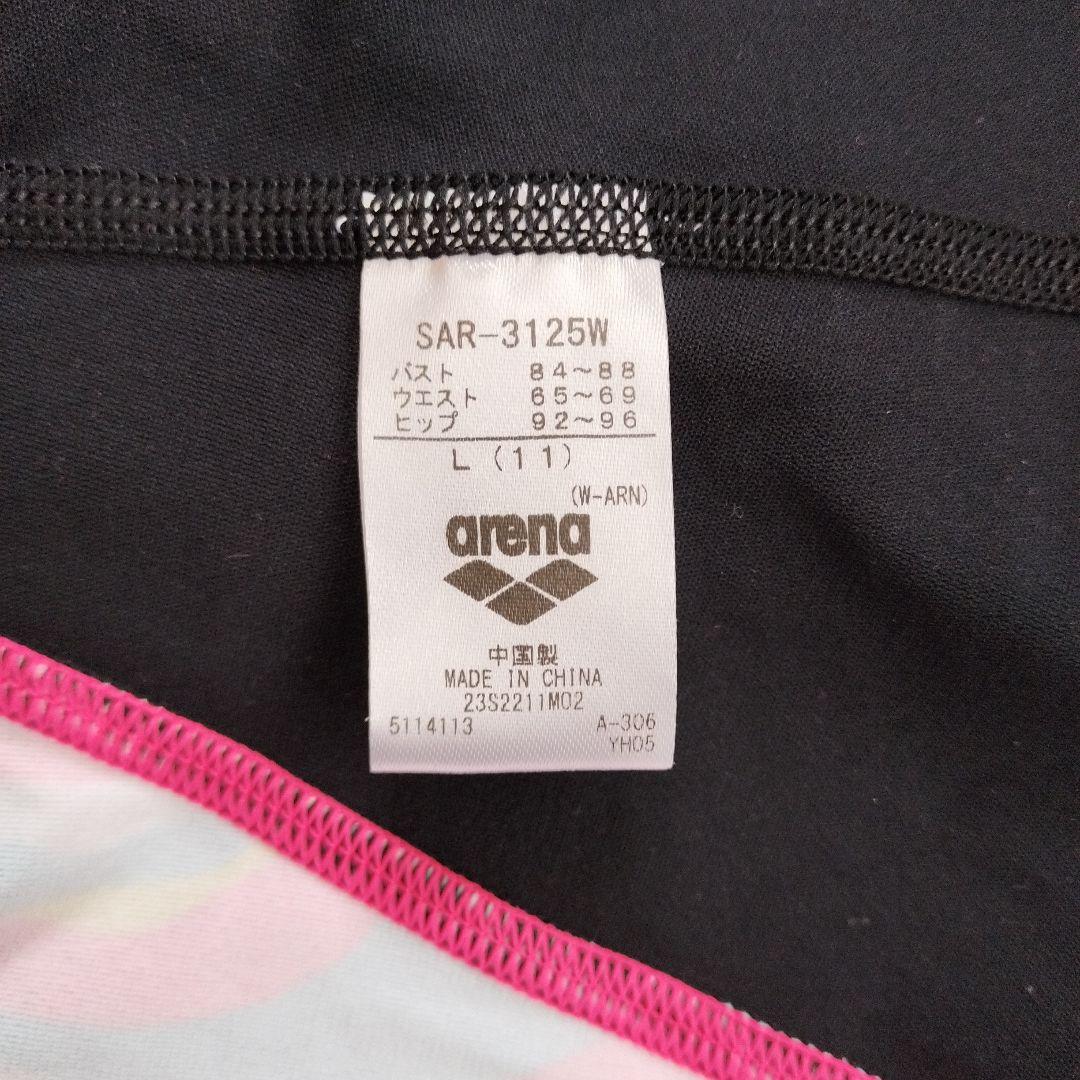 SAR-3125W
バスト 84～88
ウエスト 65～69
ヒップ 92～96
L(11)
(W-ARN)
arena
中国製
MADE IN CHINA
23S2211M02
5114113 A-306
YH05